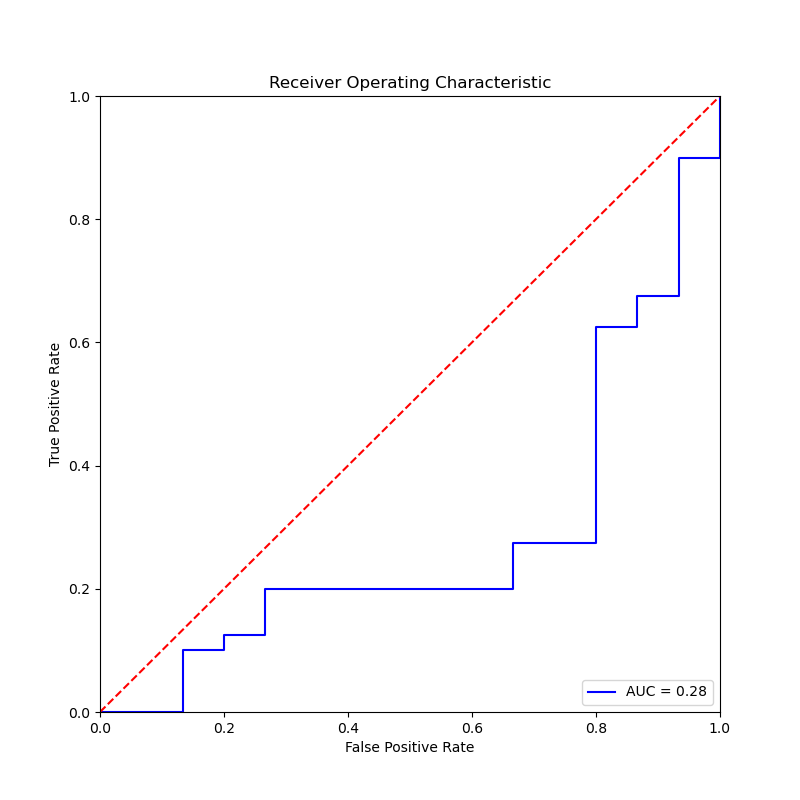 Receiver Operating Characteristic
1.0
0.8
0.6
0.4
0.2
0.0
True Positive Rate
AUC = 0.28
0.0 0.2 0.4 0.6 0.8 1.0
False Positive Rate